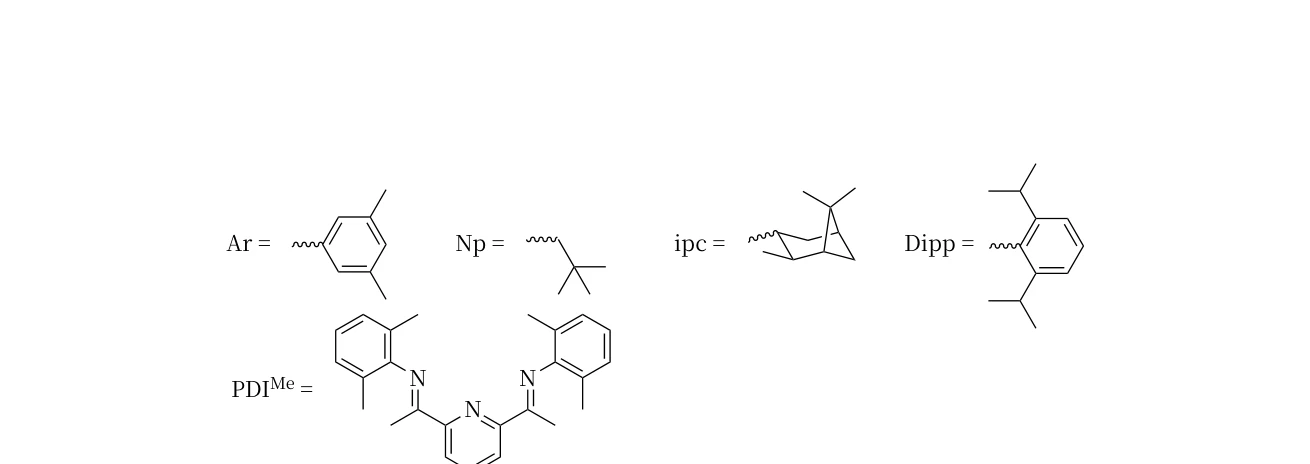 Ar =
Np =
ipc =
Dipp =
N
N
PDI^Me =
N